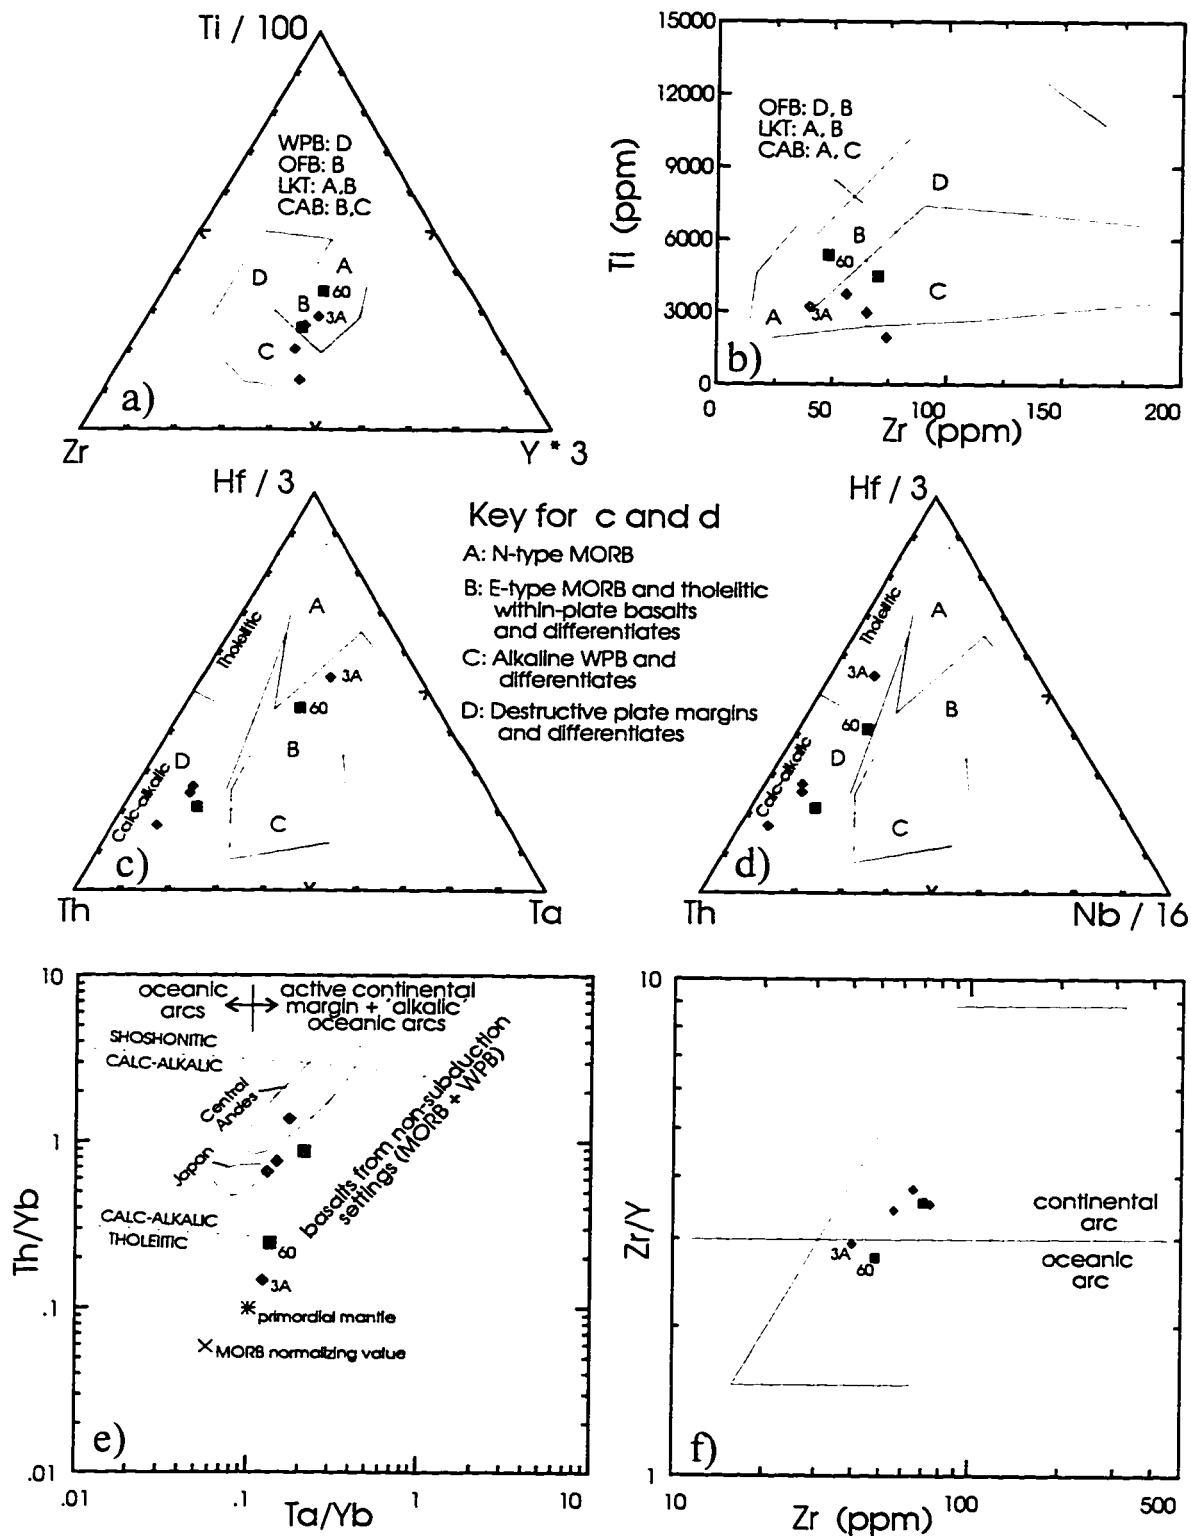 Ti / 100
WPB: D
OFB: B
LKT: A,B
CAB: B,C
A
D
60
B
3A
C
a)
Zr
Y * 3
15000
12000
9000
6000
3000
0
Ti (ppm)
OFB: D, B
LKT: A, B
CAB: A, C
D
B
60
C
A
3A
b)
0
50
100
150
200
Zr (ppm)
Hf / 3
A
Tholeiitic
3A
60
B
D
Calc-alkalic
C
c)
Th
Ta
Key for c and d
A: N-type MORB
B: E-type MORB and tholeiitic
within-plate basalts
and differentiates
C: Alkaline WPB and
differentiates
D: Destructive plate margins
and differentiates
Hf / 3
A
Tholeiitic
3A
B
60
D
Calc-alkalic
C
d)
Th
Nb / 16
10
1
.1
.01
Th/Yb
oceanic
arcs
active continental
margin + 'alkalic'
oceanic arcs
SHOSHONITIC
CALC-ALKALIC
Central
Andes
Japan
basalts from non-subduction
settings (MORB + WPB)
CALC-ALKALIC
THOLEIITIC
60
3A
primordial mantle
MORB normalizing value
e)
.01
.1
1
10
Ta/Yb
10
1
Zr/Y
continental
arc
3A
60
oceanic
arc
f)
10
100
500
Zr (ppm)